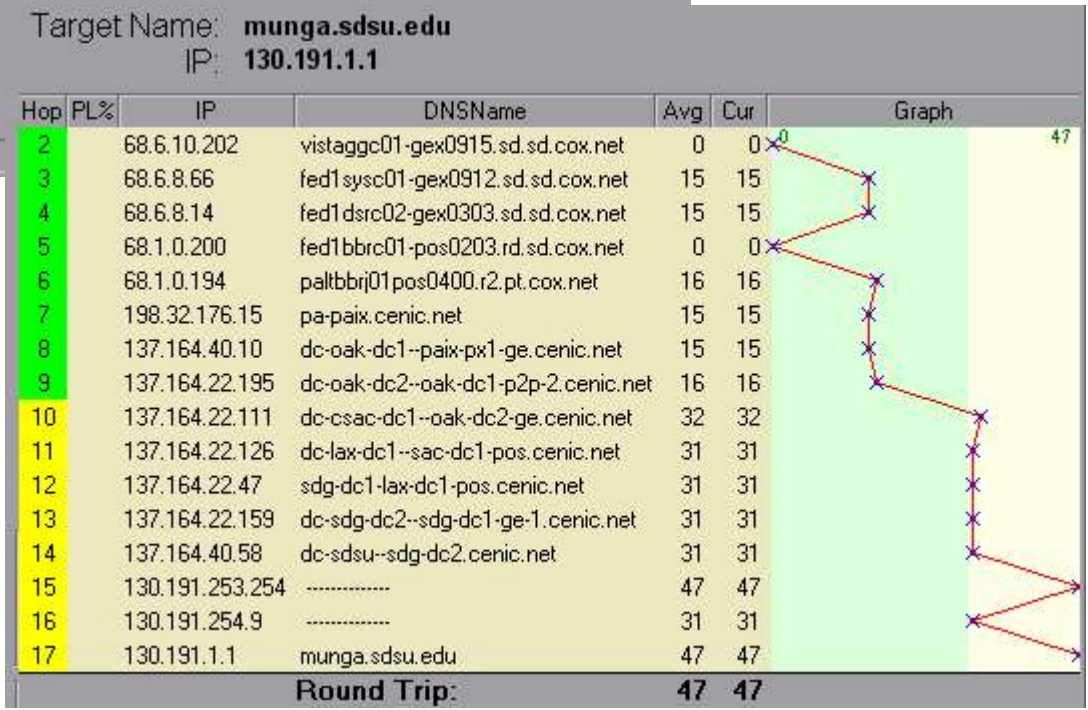 Target Name: munga.sdsu.edu
IP: 130.191.1.1
Hop PL% IP DNSName Avg Cur Graph
0 47
2 68.6.10.202 vistaggc01-gex0915.sd.sd.cox.net 0 0
3 68.6.8.66 fed1sysc01-gex0912.sd.sd.cox.net 15 15
4 68.6.8.14 fed1dsrc02-gex0303.sd.sd.cox.net 15 15
5 68.1.0.200 fed1bbrc01-pos0203.rd.sd.cox.net 0 0
6 68.1.0.194 paltbbrj01pos0400.r2.pt.cox.net 16 16
7 198.32.176.15 pa-paix.cenic.net 15 15
8 137.164.40.10 dc-oak-dc1--paix-px1-ge.cenic.net 15 15
9 137.164.22.195 dc-oak-dc2--oak-dc1-p2p-2.cenic.net 16 16
10 137.164.22.111 dc-csac-dc1--oak-dc2-ge.cenic.net 32 32
11 137.164.22.126 dc-lax-dc1--sac-dc1-pos.cenic.net 31 31
12 137.164.22.47 sdg-dc1-lax-dc1-pos.cenic.net 31 31
13 137.164.22.159 dc-sdg-dc2--sdg-dc1-ge-1.cenic.net 31 31
14 137.164.40.58 dc-sdsu--sdg-dc2.cenic.net 31 31
15 130.191.253.254 -------------- 47 47
16 130.191.254.9 -------------- 31 31
17 130.191.1.1 munga.sdsu.edu 47 47
Round Trip: 47 47